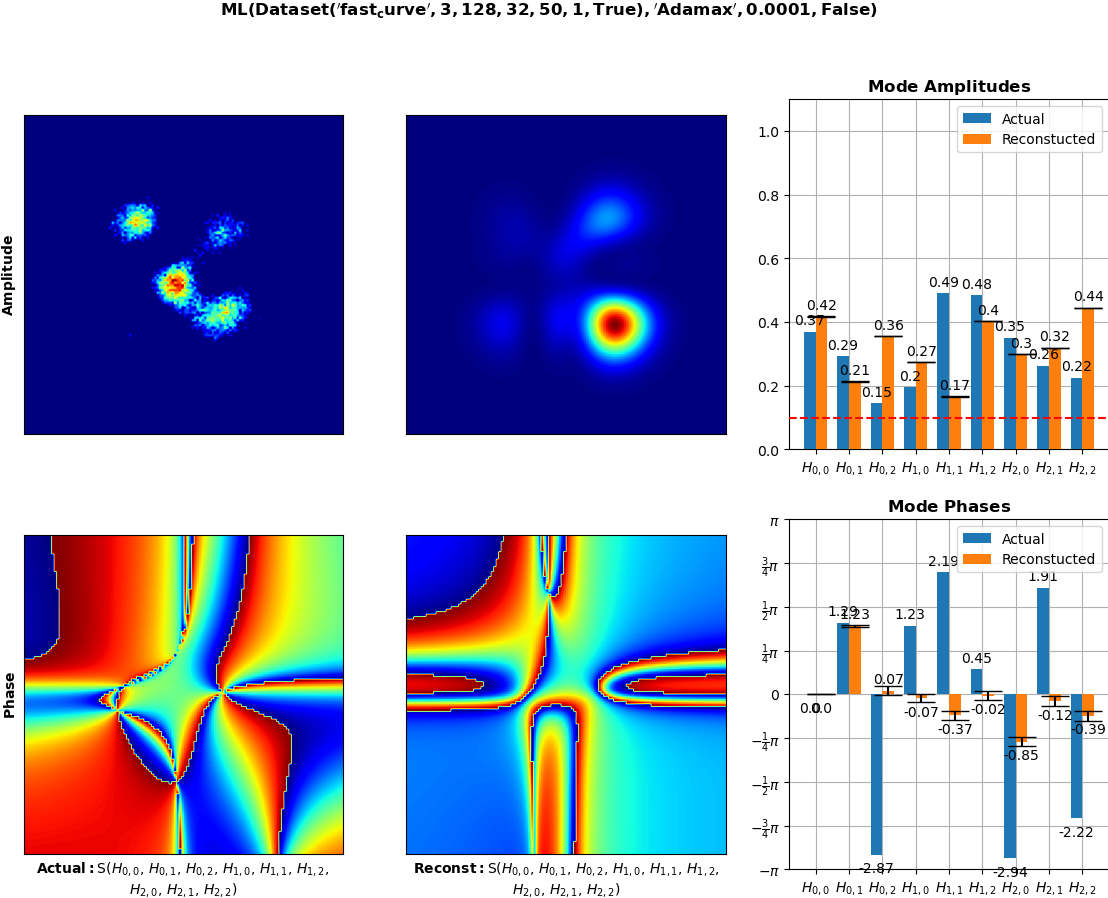 ML(Dataset('fast_curve', 3, 128, 32, 50, 1, True), 'Adamax', 0.0001, False)
Amplitude
Mode Amplitudes
Actual
Reconstucted
1.0
0.8
0.6
0.4
0.2
0.0
0.37 0.42 0.29 0.21 0.15 0.36 0.2 0.27 0.49 0.17 0.48 0.4 0.35 0.3 0.26 0.32 0.22 0.44
H0,0 H0,1 H0,2 H1,0 H1,1 H1,2 H2,0 H2,1 H2,2
Phase
Mode Phases
Actual
Reconstucted
π
3/4π
1/2π
1/4π
0
−1/4π
−1/2π
−3/4π
−π
0.0 0.0 1.29 1.23 -2.87 0.07 1.23 -0.07 2.19 -0.37 0.45 -0.02 -2.94 -0.85 1.91 -0.12 -2.22 -0.39
H0,0 H0,1 H0,2 H1,0 H1,1 H1,2 H2,0 H2,1 H2,2
Actual: S(H0,0, H0,1, H0,2, H1,0, H1,1, H1,2,
H2,0, H2,1, H2,2)
Reconst: S(H0,0, H0,1, H0,2, H1,0, H1,1, H1,2,
H2,0, H2,1, H2,2)